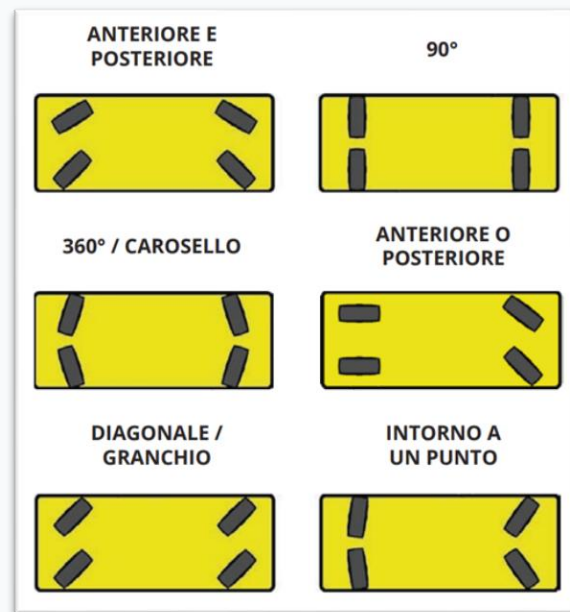 ANTERIORE E
POSTERIORE
90°
360° / CAROSELLO
ANTERIORE O
POSTERIORE
DIAGONALE /
GRANCHIO
INTORNO A
UN PUNTO